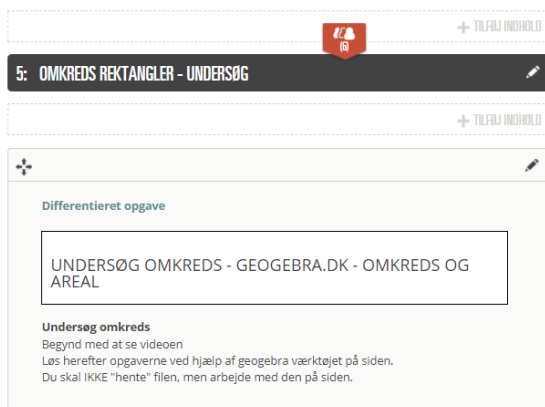 TILFØJ INDHOLD
(G)
5: OMKREDS REKTANGLER - UNDERSØG
TILFØJ INDHOLD
Differentieret opgave
UNDERSØG OMKREDS - GEOGEBRA.DK - OMKREDS OG
AREAL
Undersøg omkreds
Begynd med at se videoen
Løs herefter opgaverne ved hjælp af geogebra værktøjet på siden.
Du skal IKKE "hente" filen, men arbejde med den på siden.